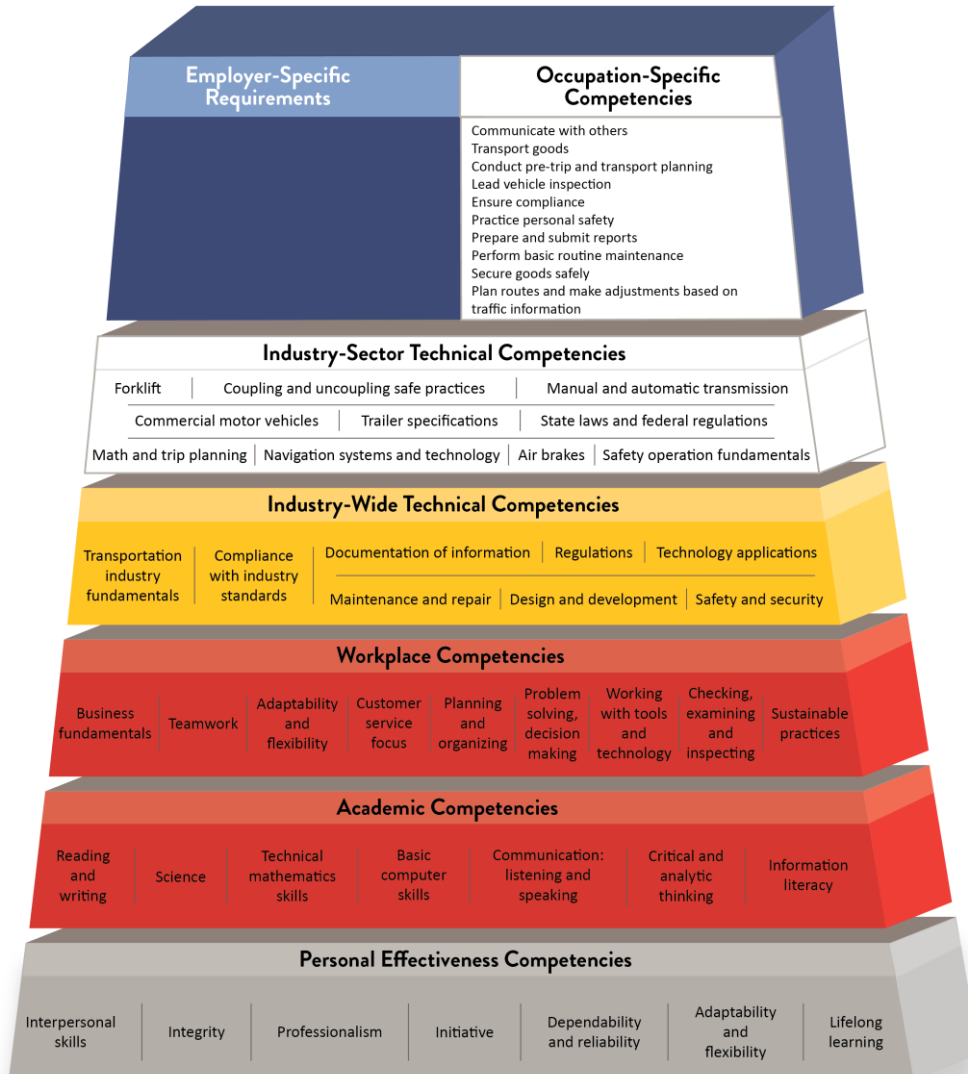 Employer-Specific
Requirements
Occupation-Specific
Competencies
Communicate with others
Transport goods
Conduct pre-trip and transport planning
Lead vehicle inspection
Ensure compliance
Practice personal safety
Prepare and submit reports
Perform basic routine maintenance
Secure goods safely
Plan routes and make adjustments based on
traffic information
Industry-Sector Technical Competencies
Forklift
Coupling and uncoupling safe practices
Manual and automatic transmission
Commercial motor vehicles
Trailer specifications
State laws and federal regulations
Math and trip planning
Navigation systems and technology
Air brakes
Safety operation fundamentals
Industry-Wide Technical Competencies
Transportation
industry
fundamentals
Compliance
with industry
standards
Documentation of information
Regulations
Technology applications
Maintenance and repair
Design and development
Safety and security
Workplace Competencies
Business
fundamentals
Teamwork
Adaptability
and
flexibility
Customer
service
focus
Planning
and
organizing
Problem
solving,
decision
making
Working
with tools
and
technology
Checking,
examining
and
inspecting
Sustainable
practices
Academic Competencies
Reading
and
writing
Science
Technical
mathematics
skills
Basic
computer
skills
Communication:
listening and
speaking
Critical and
analytic
thinking
Information
literacy
Personal Effectiveness Competencies
Interpersonal
skills
Integrity
Professionalism
Initiative
Dependability
and reliability
Adaptability
and
flexibility
Lifelong
learning